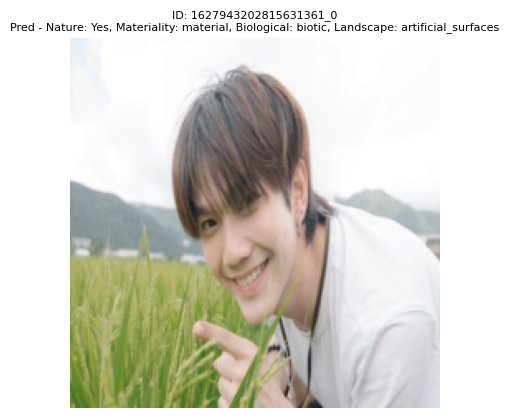 ID: 1627943202815631361_0
Pred - Nature: Yes, Materiality: material, Biological: biotic, Landscape: artificial_surfaces